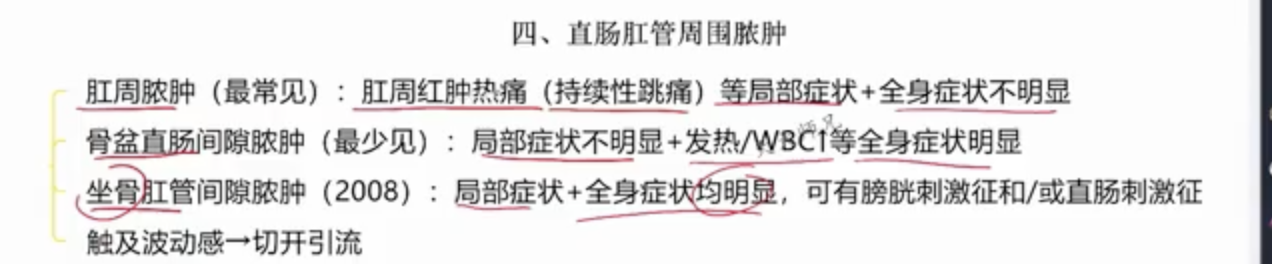 四、直肠肛管周围脓肿
肛周脓肿（最常见）：肛周红肿热痛（持续性跳痛）等局部症状+全身症状不明显
骨盆直肠间隙脓肿（最少见）：局部症状不明显+发热/WBC↑等全身症状明显
坐骨肛管间隙脓肿（2008）：局部症状+全身症状均明显，可有膀胱刺激征和/或直肠刺激征
触及波动感→切开引流